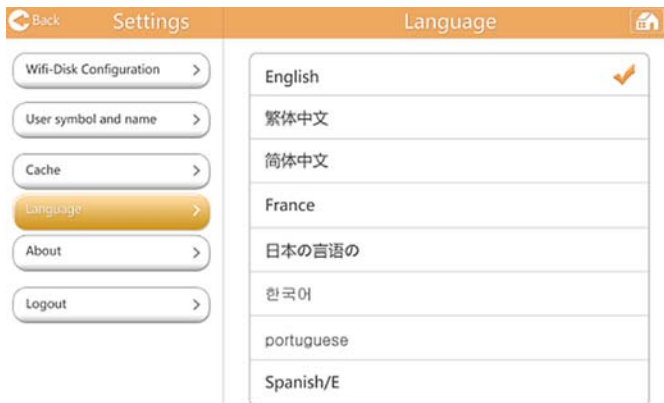 Back Settings
Language
Wifi-Disk Configuration >
User symbol and name >
Cache >
Language >
About >
Logout >
English
繁体中文
简体中文
France
日本の言语の
한국어
portuguese
Spanish/E